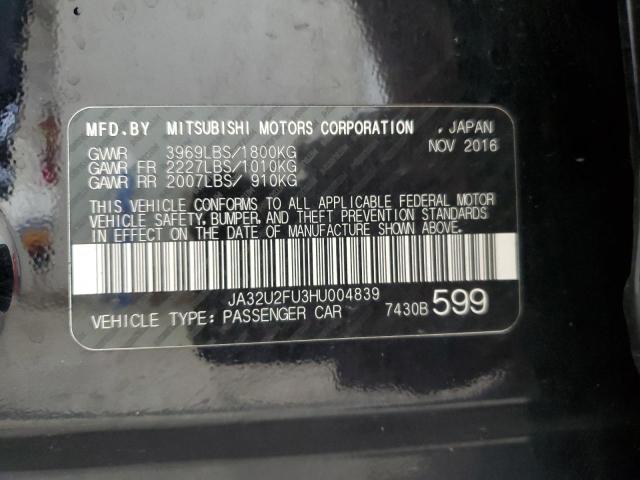 MFD.BY MITSUBISHI MOTORS CORPORATION , JAPAN
NOV 2016
GVWR 3969LBS/1800KG
GAWR FR 2227LBS/1010KG
GAWR RR 2007LBS/ 910KG
THIS VEHICLE CONFORMS TO ALL APPLICABLE FEDERAL MOTOR
VEHICLE SAFETY, BUMPER, AND THEFT PREVENTION STANDARDS
IN EFFECT ON THE DATE OF MANUFACTURE SHOWN ABOVE.
JA32U2FU3HU004839
VEHICLE TYPE: PASSENGER CAR 7430B 599